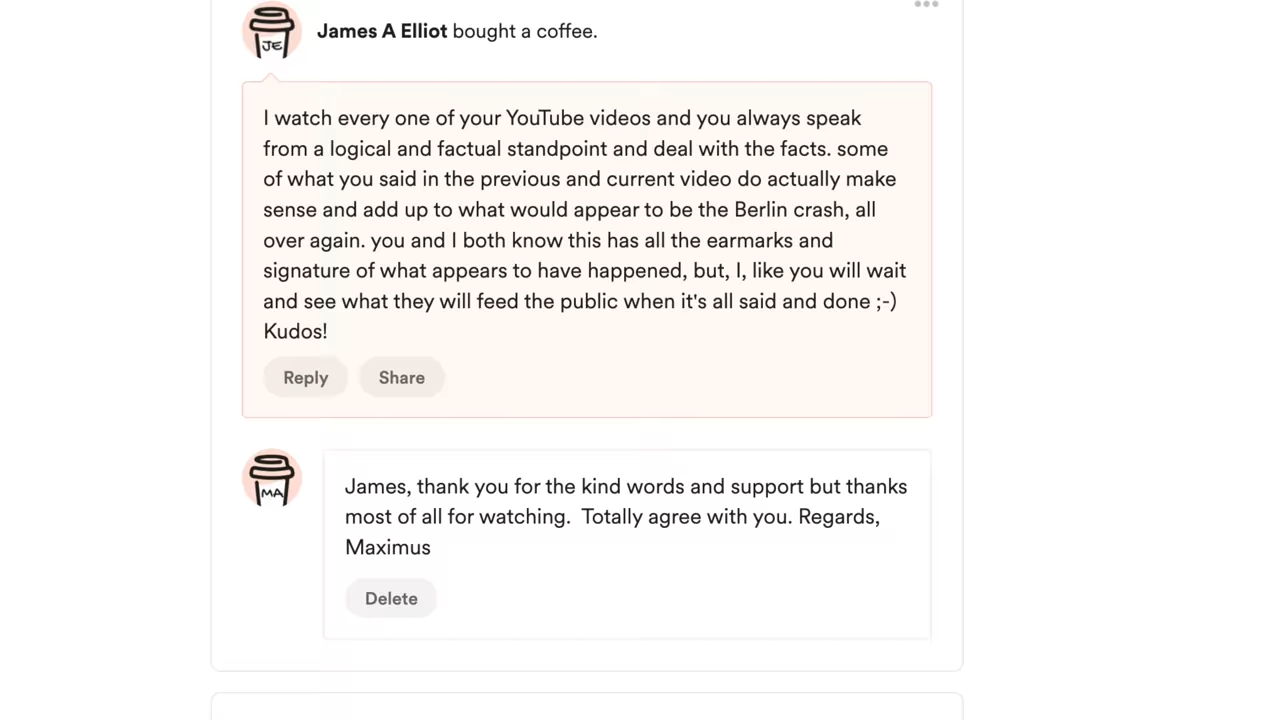 James A Elliot bought a coffee.
JE
I watch every one of your YouTube videos and you always speak
from a logical and factual standpoint and deal with the facts. some
of what you said in the previous and current video do actually make
sense and add up to what would appear to be the Berlin crash, all
over again. you and I both know this has all the earmarks and
signature of what appears to have happened, but, I, like you will wait
and see what they will feed the public when it's all said and done ;-)
Kudos!
Reply Share
MA
James, thank you for the kind words and support but thanks
most of all for watching.  Totally agree with you. Regards,
Maximus
Delete